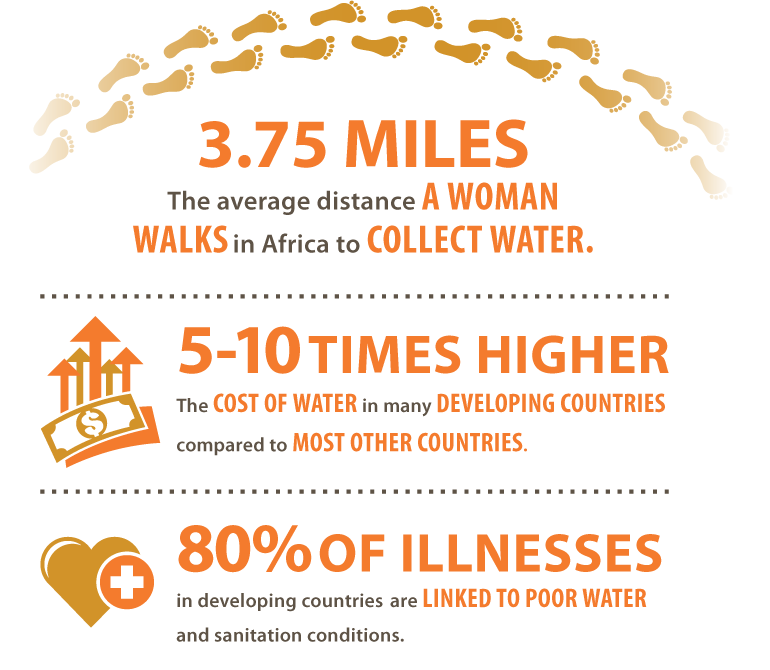 3.75 MILES
The average distance A WOMAN
WALKS in Africa to COLLECT WATER.
5-10 TIMES HIGHER
The COST OF WATER in many DEVELOPING COUNTRIES
compared to MOST OTHER COUNTRIES.
$
80% OF ILLNESSES
in developing countries are LINKED TO POOR WATER
and sanitation conditions.